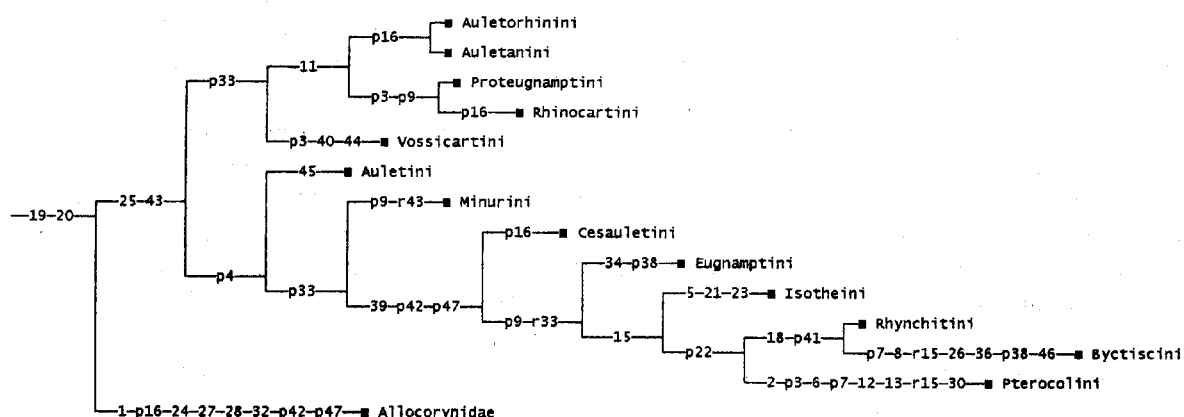 Auletorhinini
p16
Auletanini
11
p33
Proteugnamptini
p3-p9
p16 Rhinocartini
p3-40-44 Vossicartini
45 Auletini
25-43
p9-r43 Minurini
19-20
p16 Cesauletini
34-p38 Eugnamptini
p4
p33
5-21-23 Isotheini
39-p42-p47
p9-r33
Rhynchitini
15
18-p41
p22
p7-8-r15-26-36-p38-46 Byctiscini
2-p3-6-p7-12-13-r15-30 Pterocolini
1-p16-24-27-28-32-p42-p47 Allocorynidae